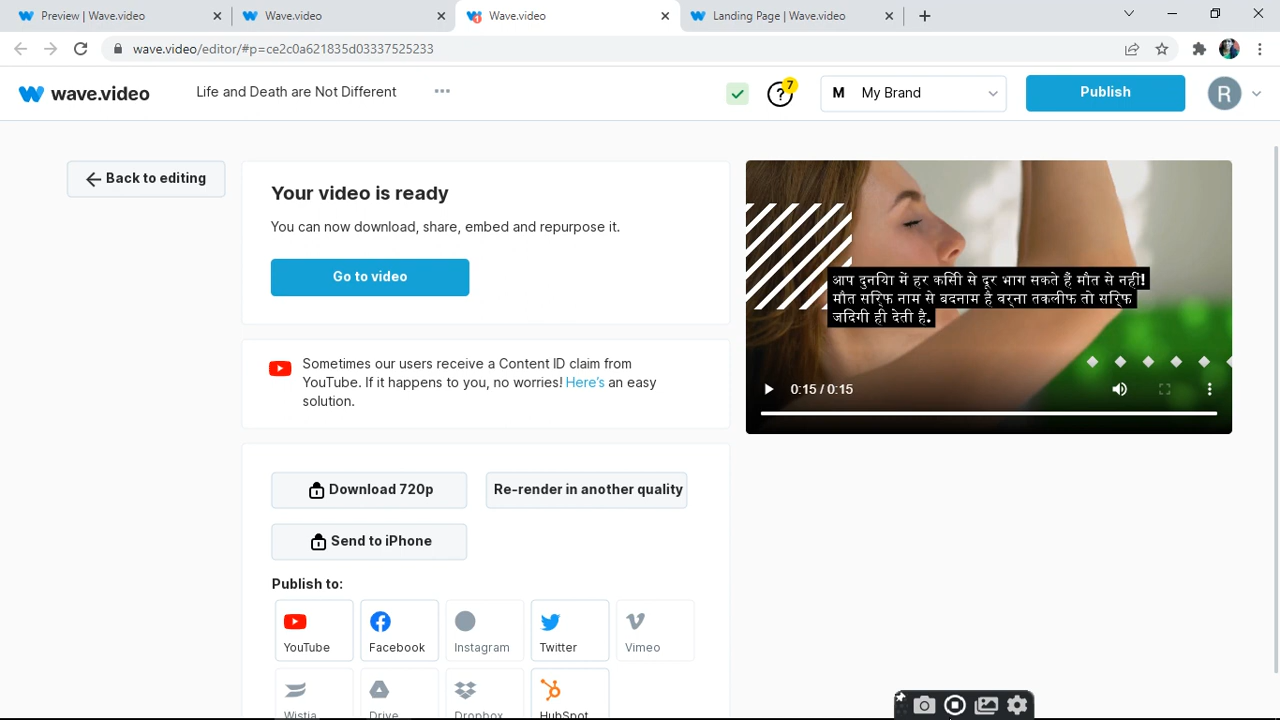 Preview | Wave.video
Wave.video
Wave.video
Landing Page | Wave.video
wave.video/editor/#p=ce2c0a621835d03337525233
wave.video
Life and Death are Not Different
?
7
M My Brand
Publish
R
Back to editing
Your video is ready
You can now download, share, embed and repurpose it.
Go to video
आप दुनिया में हर किसी से दूर भाग सकते हैं मौत से नहीं!
मौत सिर्फ नाम से बदनाम है वरना तकलीफ तो सिर्फ
जिंदगी ही देती है.
0:15 / 0:15
Sometimes our users receive a Content ID claim from
YouTube. If it happens to you, no worries! Here's an easy
solution.
Download 720p
Re-render in another quality
Send to iPhone
Publish to:
YouTube
Facebook
Instagram
Twitter
Vimeo
Wistia
Drive
Dropbox
HubSpot